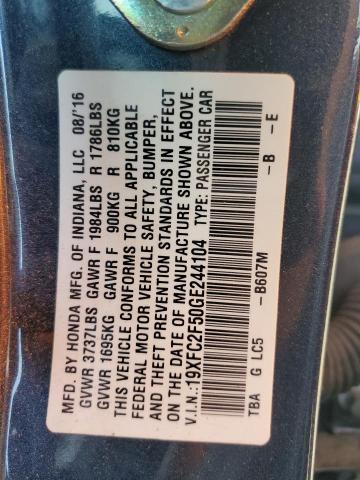 MFD. BY HONDA MFG. OF INDIANA, LLC 08/'16
GVWR 3737LBS GAWR F 1984LBS R 1786LBS
GVWR 1695KG GAWR F 900KG R 810KG
THIS VEHICLE CONFORMS TO ALL APPLICABLE
FEDERAL MOTOR VEHICLE SAFETY, BUMPER,
AND THEFT PREVENTION STANDARDS IN EFFECT
ON THE DATE OF MANUFACTURE SHOWN ABOVE.
V.I.N.:19XFC2F50GE244104 TYPE: PASSENGER CAR
TBA G LC5 -B607M -B -E